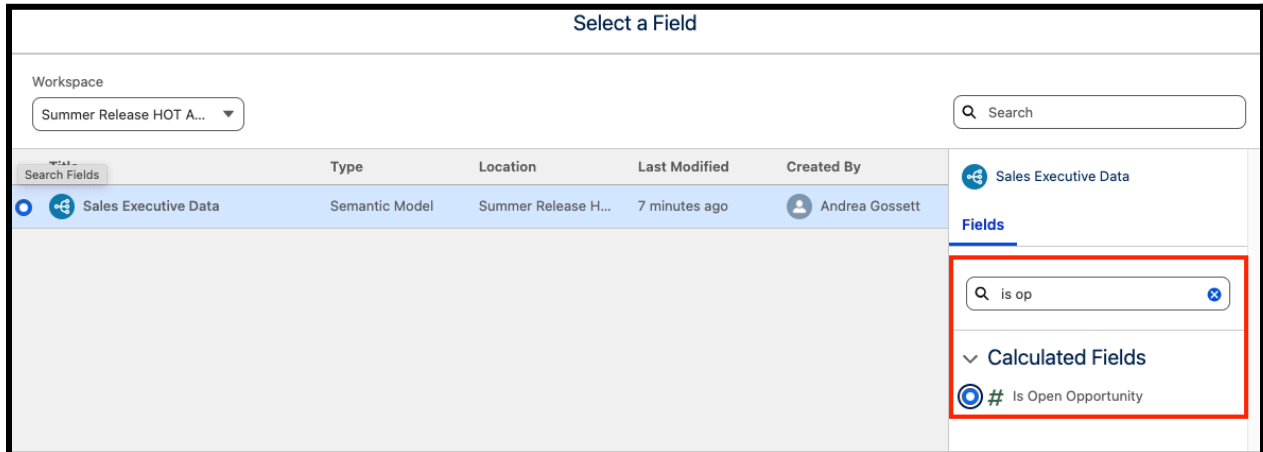 Select a Field
Workspace
Summer Release HOT A...
Search
Title Type Location Last Modified Created By
Search Fields
Sales Executive Data Semantic Model Summer Release H... 7 minutes ago Andrea Gossett
Sales Executive Data
Fields
is op
Calculated Fields
# Is Open Opportunity